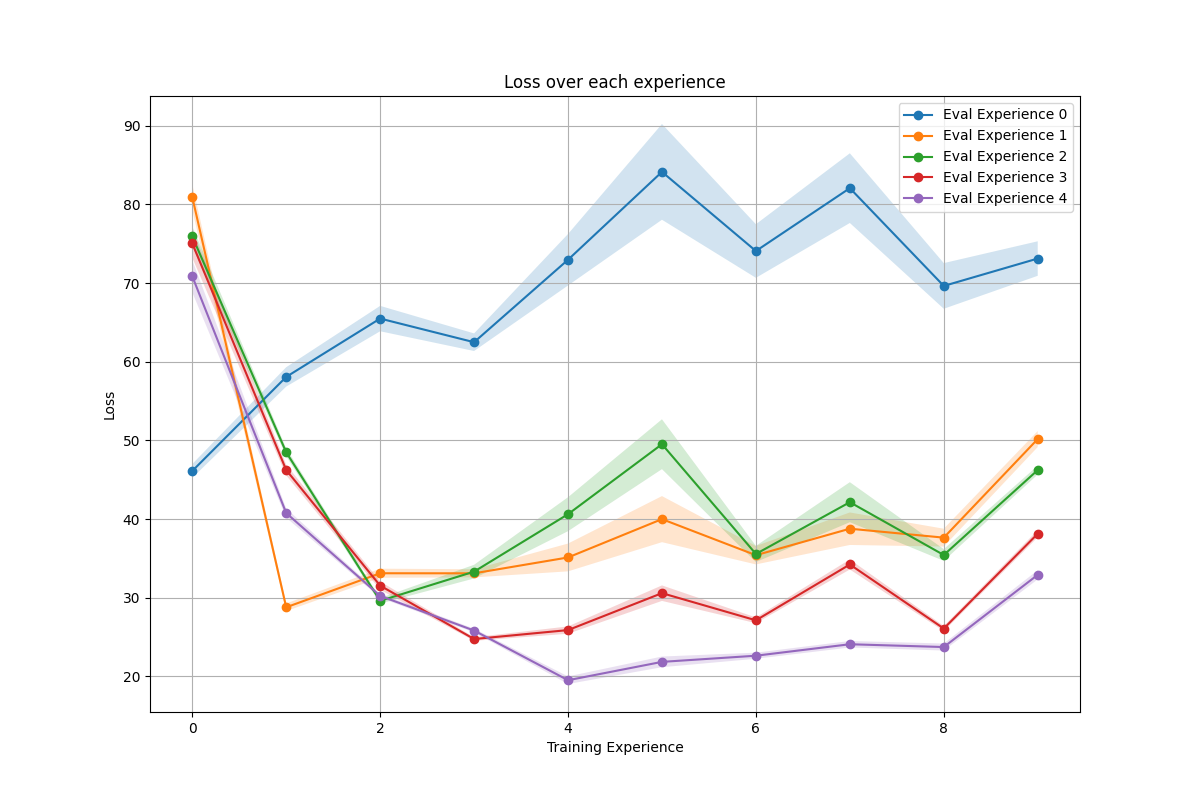 Loss over each experience
Eval Experience 0
Eval Experience 1
Eval Experience 2
Eval Experience 3
Eval Experience 4
Loss
90
80
70
60
50
40
30
20
0 2 4 6 8
Training Experience